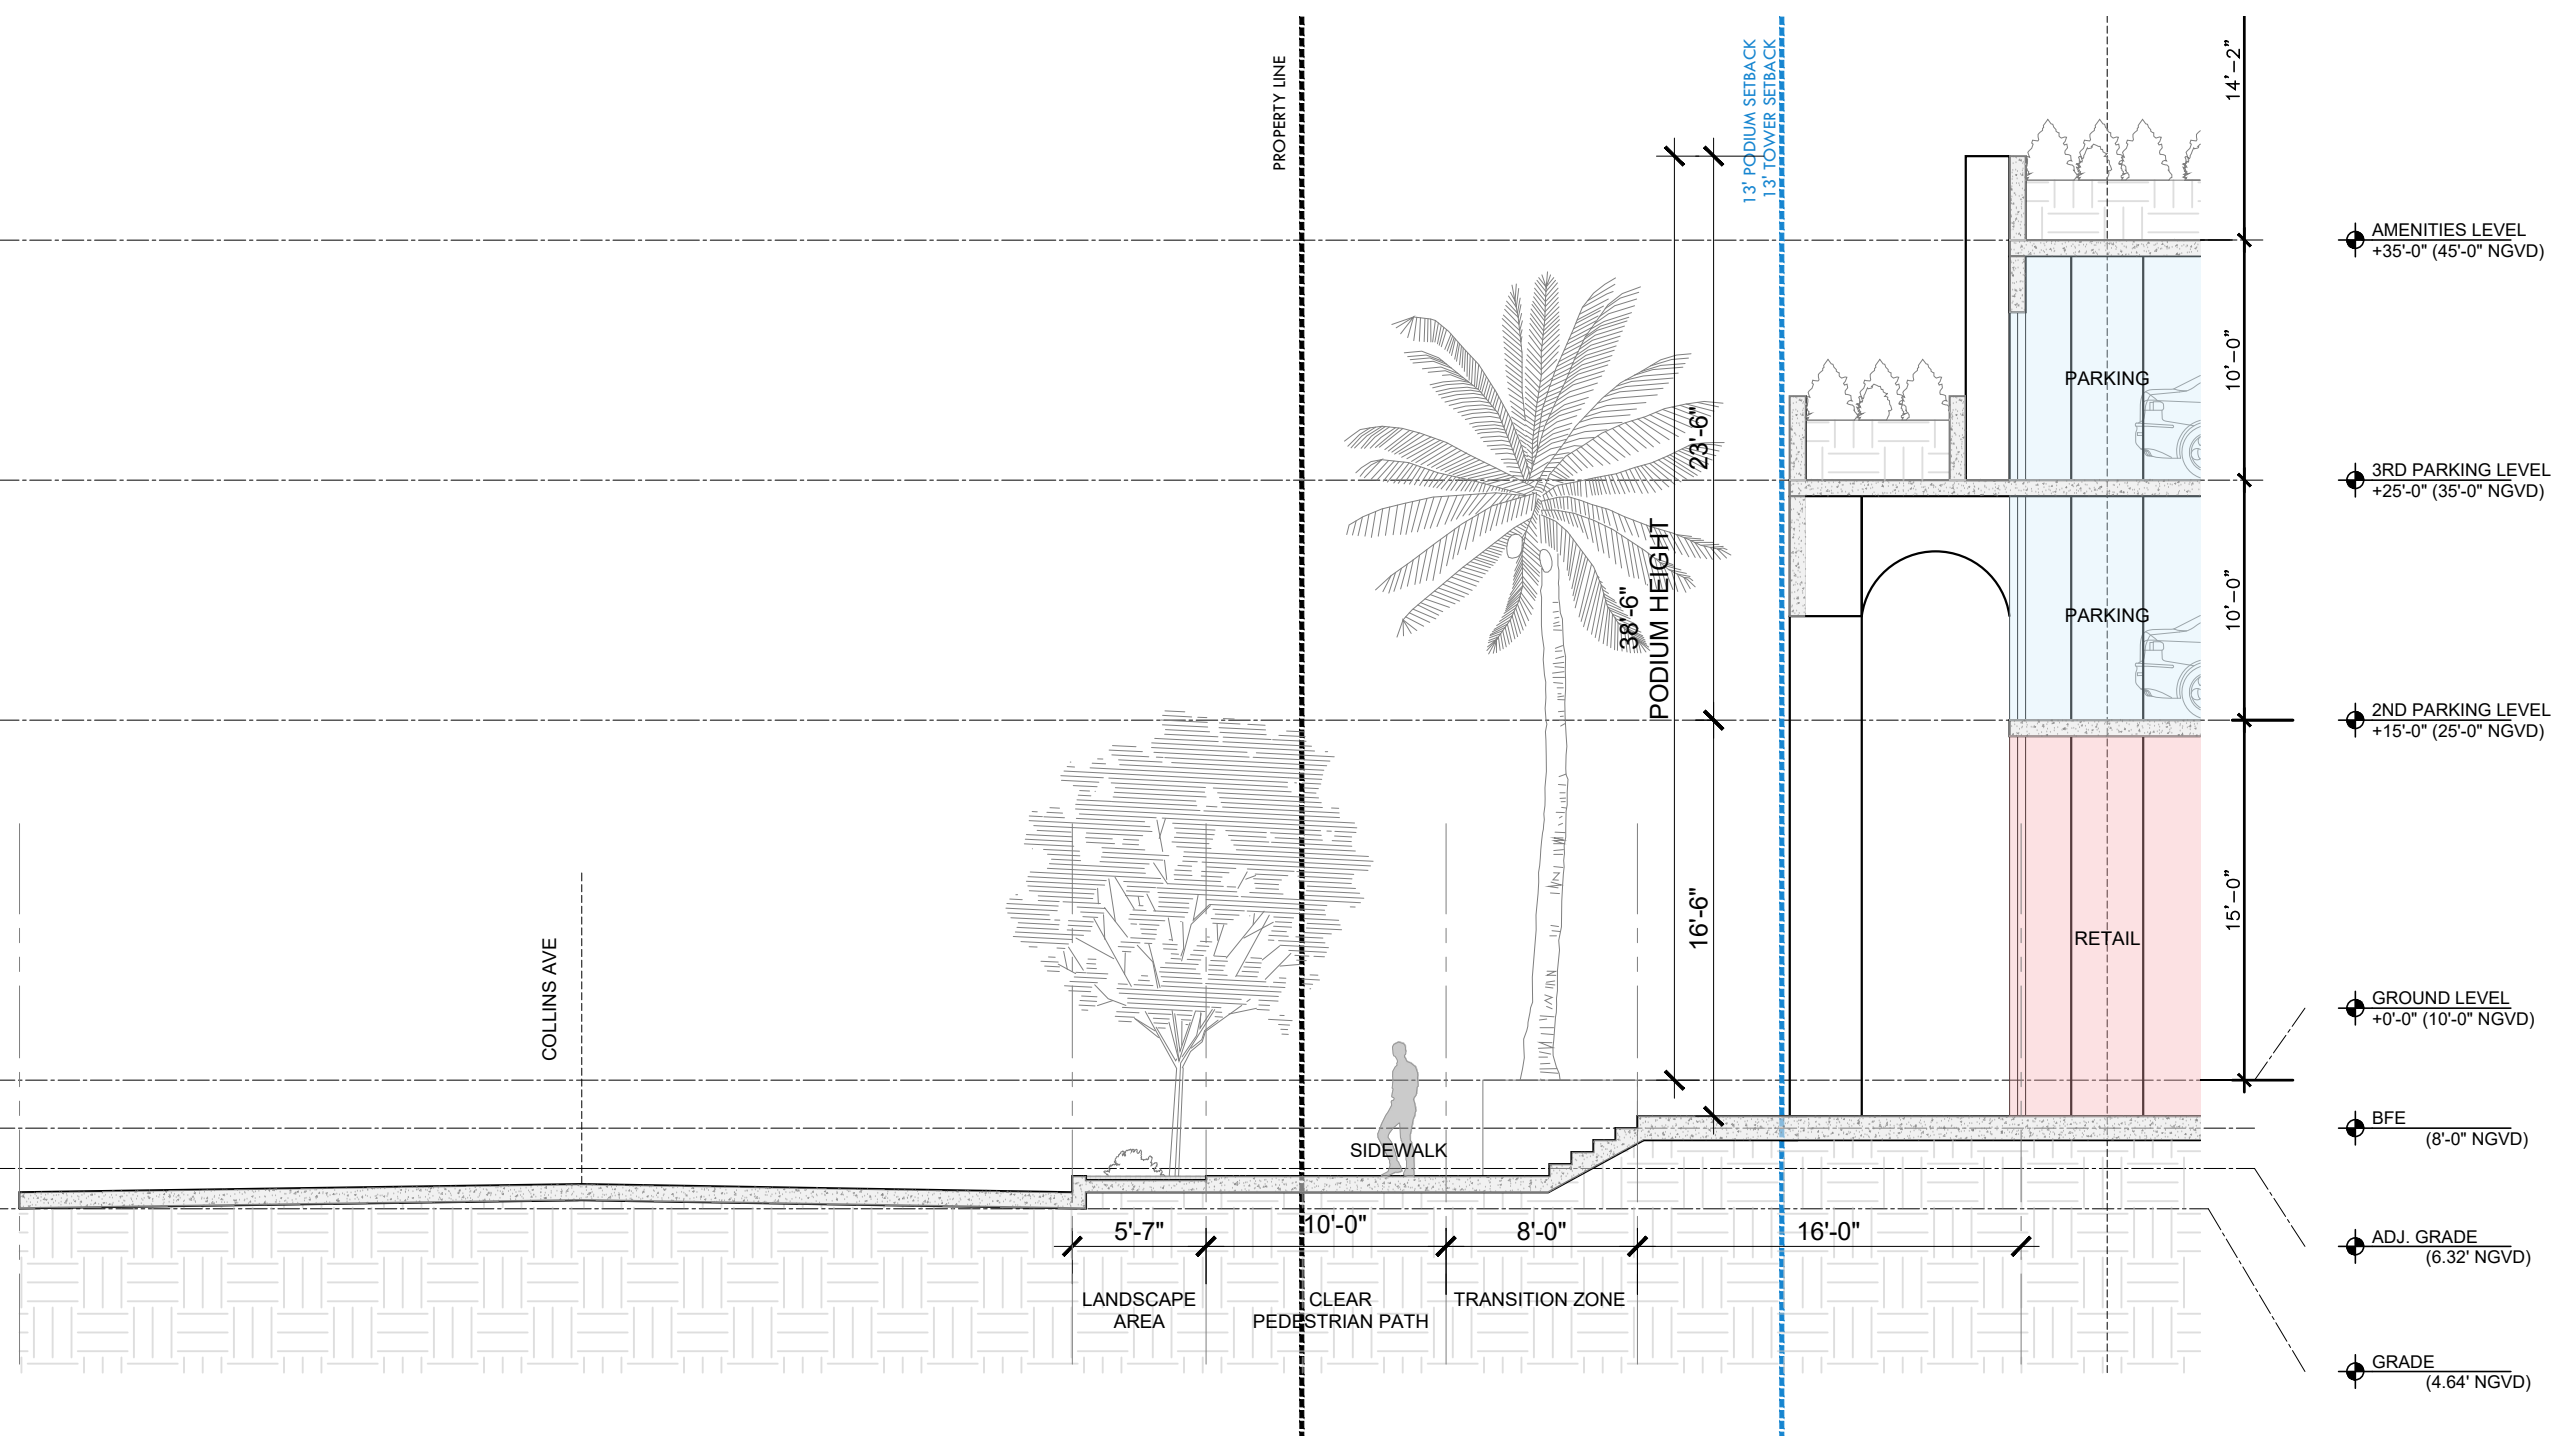 PROPERTY LINE
13' PODIUM SETBACK
13' TOWER SETBACK
14'-2"
AMENITIES LEVEL
+35'-0" (45'-0" NGVD)
PARKING
10'-0"
23'-6"
3RD PARKING LEVEL
+25'-0" (35'-0" NGVD)
38'-6"
PODIUM HEIGHT
PARKING
10'-0"
2ND PARKING LEVEL
+15'-0" (25'-0" NGVD)
16'-6"
RETAIL
15'-0"
COLLINS AVE
GROUND LEVEL
+0'-0" (10'-0" NGVD)
BFE
(8'-0" NGVD)
SIDEWALK
5'-7"
10'-0"
8'-0"
16'-0"
ADJ. GRADE
(6.32' NGVD)
LANDSCAPE
AREA
CLEAR
PEDESTRIAN PATH
TRANSITION ZONE
GRADE
(4.64' NGVD)